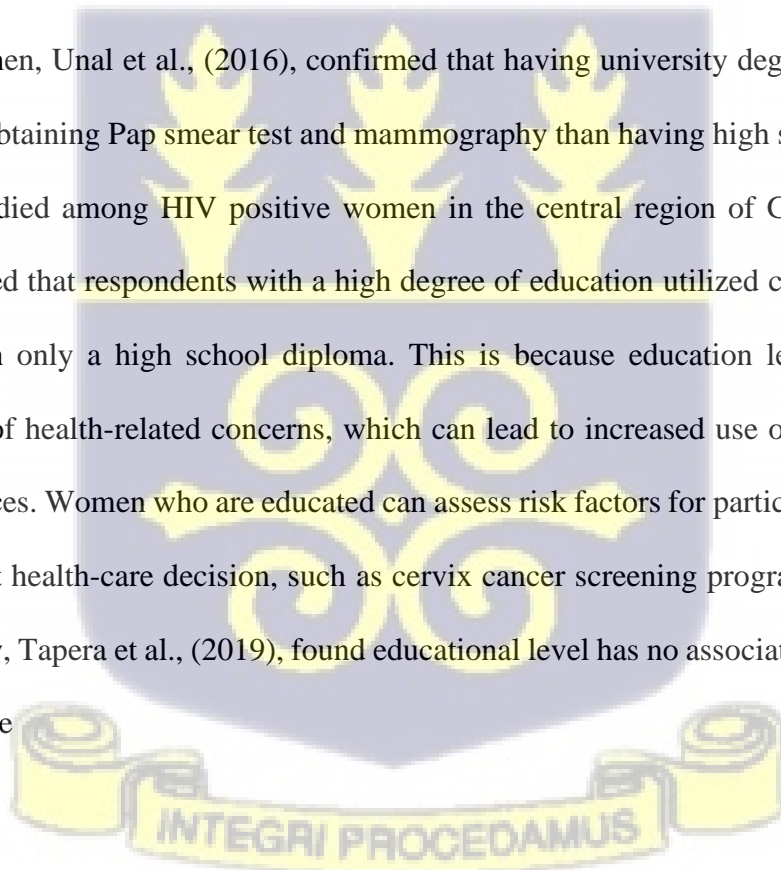 nen, Unal et al., (2016), confirmed that having university deg
btaining Pap smear test and mammography than having high s
died among HIV positive women in the central region of
ed that respondents with a high degree of education utilized c
n only a high school diploma. This is because education le
of health-related concerns, which can lead to increased use o
ces. Women who are educated can assess risk factors for partic
t health-care decision, such as cervix cancer screening progra
y, Tapera et al., (2019), found educational level has no associat
e
INTEGRI PROCEDAMUS